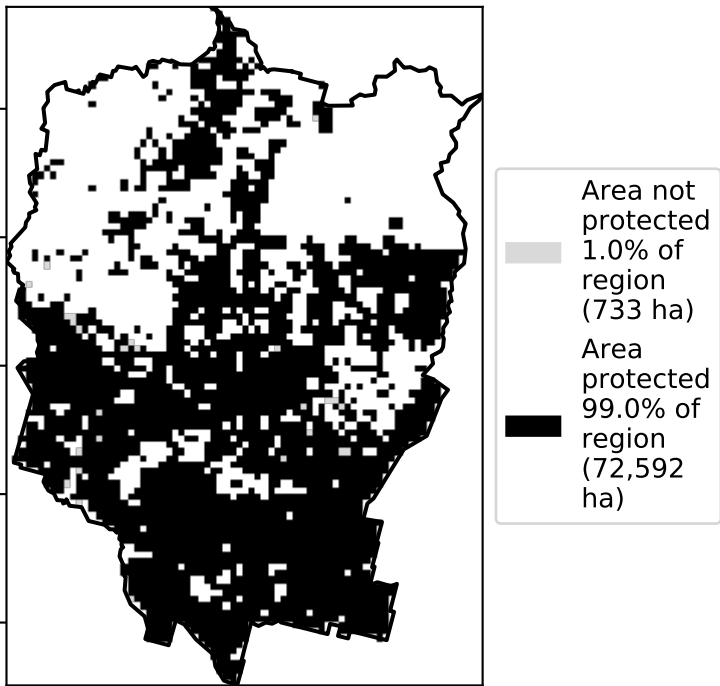 Area not
protected
1.0% of
region
(733 ha)
Area
protected
99.0% of
region
(72,592
ha)